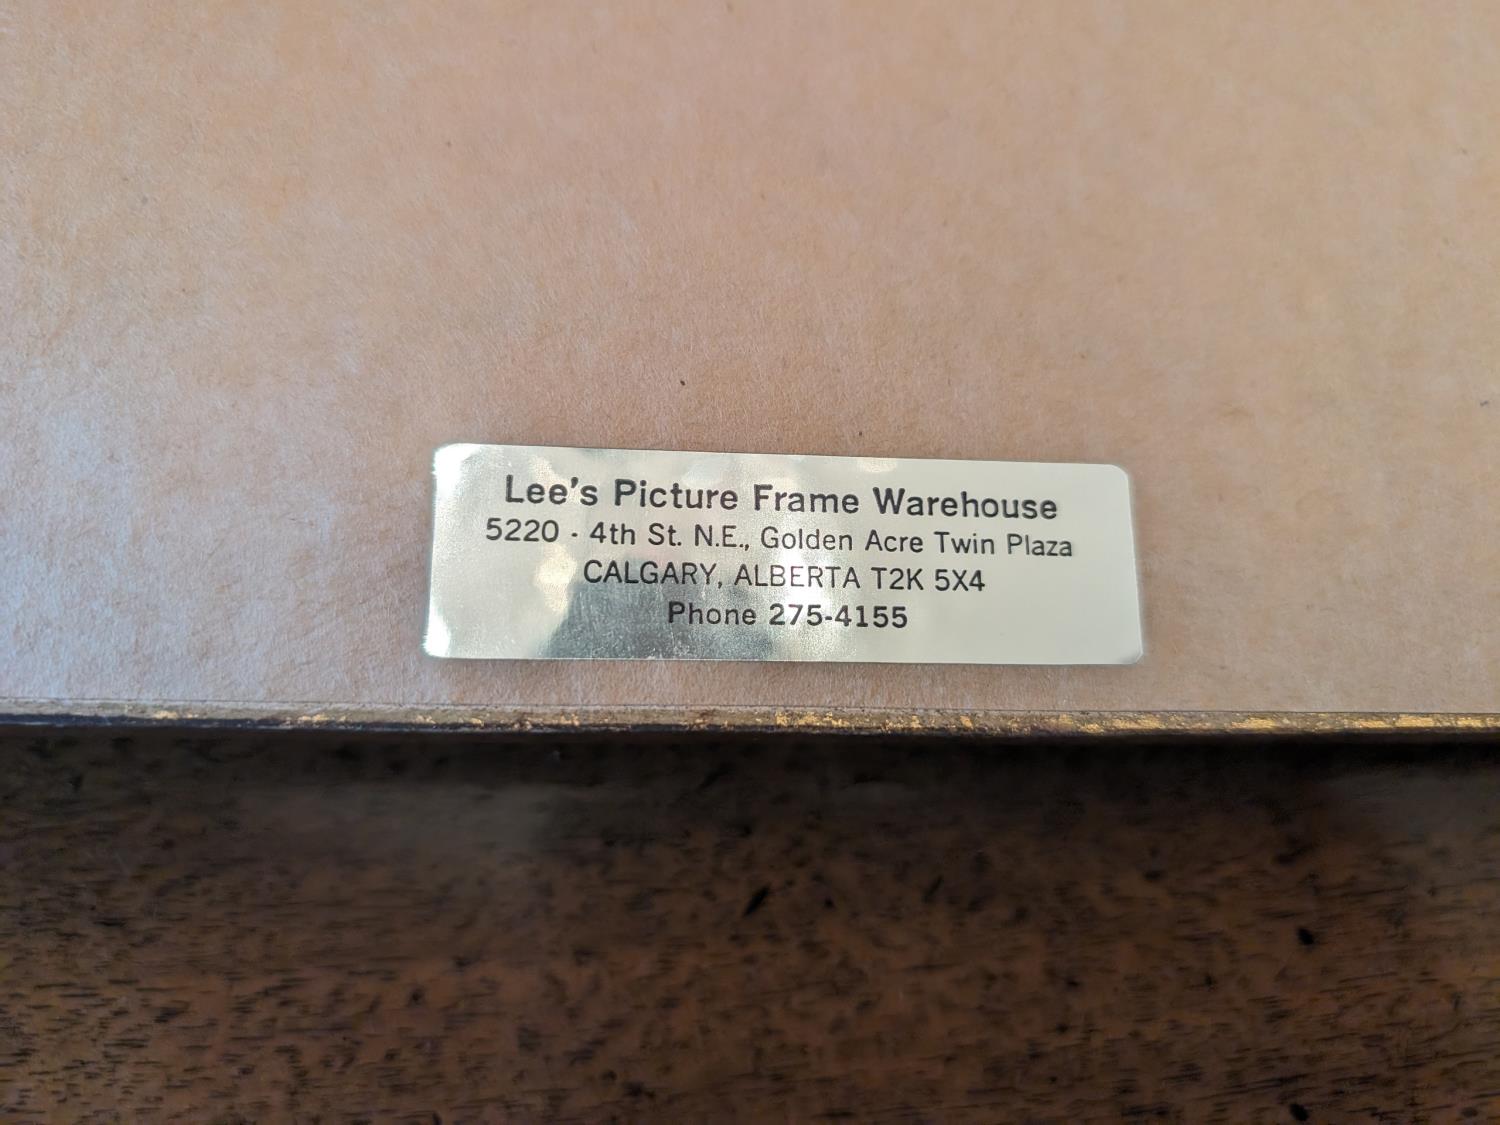 Lee's Picture Frame Warehouse
5220 · 4th St. N.E., Golden Acre Twin Plaza
CALGARY, ALBERTA T2K 5X4
Phone 275-4155